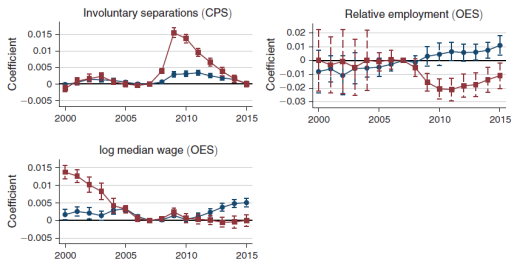 Involuntary separations (CPS)
Coefficient
0.015
0.01
0.005
0
−0.005
2000 2005 2010 2015
Relative employment (OES)
Coefficient
0.02
0.01
0
−0.01
−0.02
−0.03
2000 2005 2010 2015
log median wage (OES)
Coefficient
0.015
0.01
0.005
0
−0.005
2000 2005 2010 2015